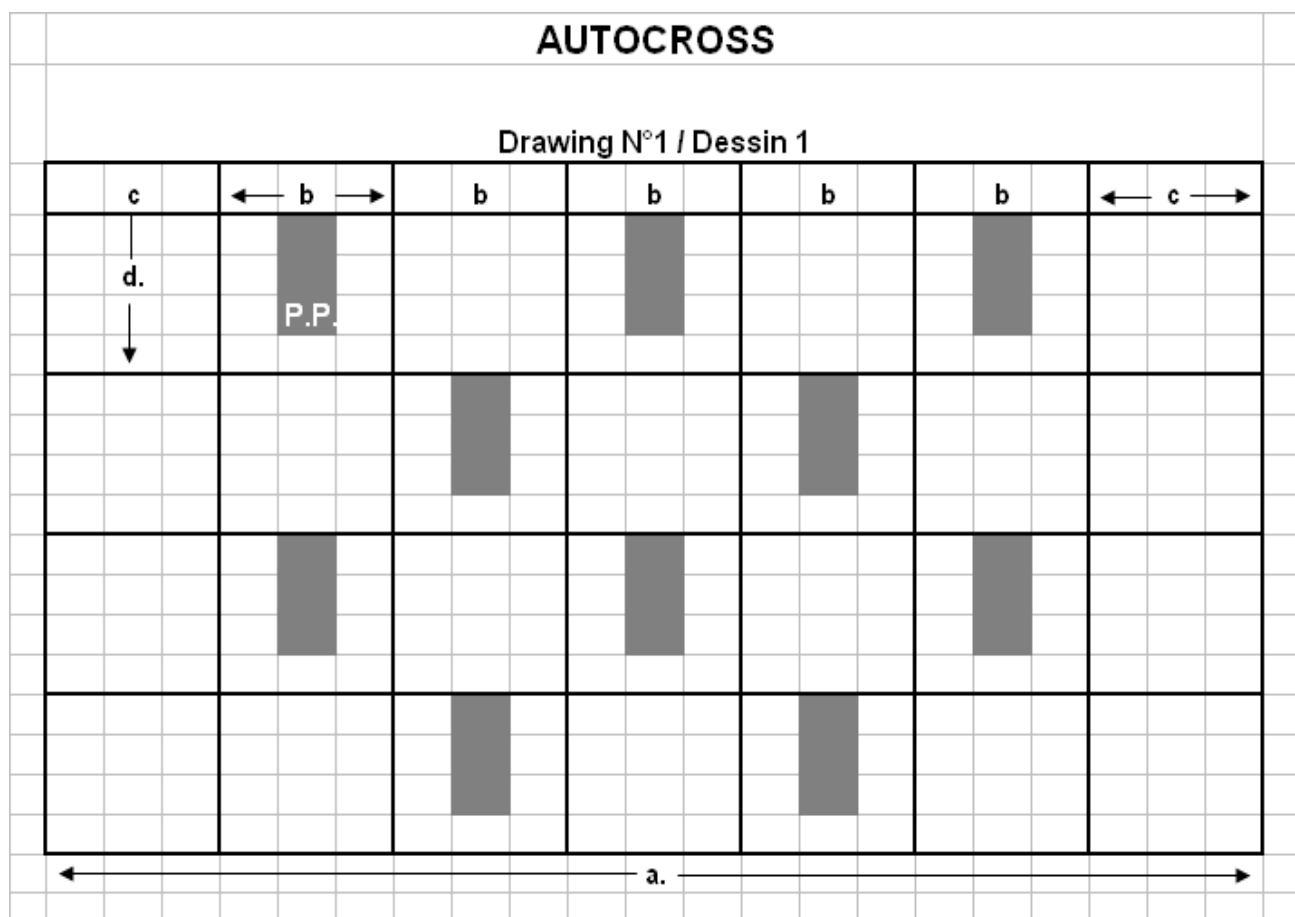 AUTOCROSS
Drawing N°1 / Dessin 1
c b b b b b c
d.
P.P.
a.